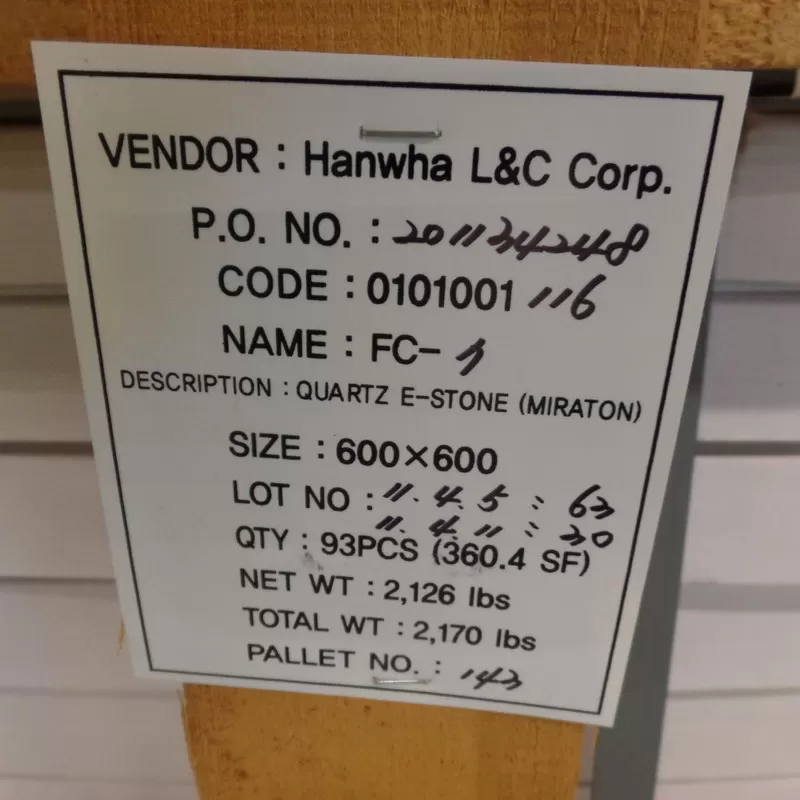 VENDOR : Hanwha L&C Corp.
P.O. NO. : 201134248
CODE : 0101001116
NAME : FC-1
DESCRIPTION : QUARTZ E-STONE (MIRATON)
SIZE : 600×600
LOT NO : 11. 4. 5 : 63
11. 4. 11 : 30
QTY : 93PCS (360.4 SF)
NET WT : 2,126 lbs
TOTAL WT : 2,170 lbs
PALLET NO. : 143